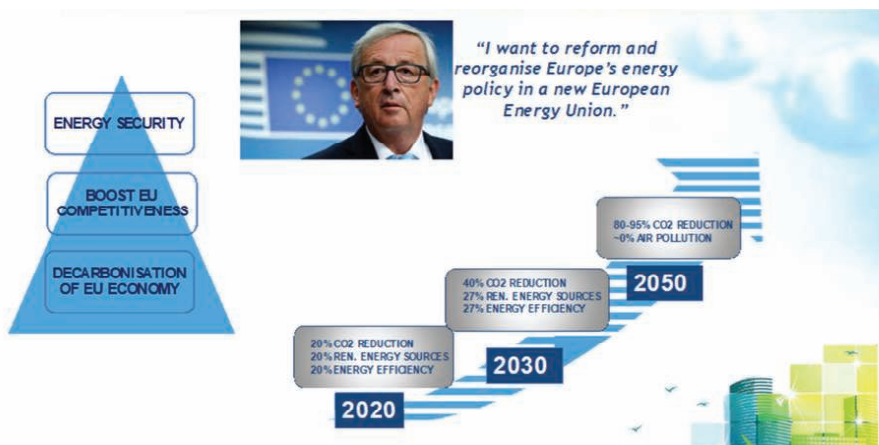 "I want to reform and
reorganise Europe's energy
policy in a new European
Energy Union."
ENERGY SECURITY
BOOST EU
COMPETITIVENESS
DECARBONISATION
OF EU ECONOMY
80-95% CO2 REDUCTION
~0% AIR POLLUTION
2050
40% CO2 REDUCTION
27% REN. ENERGY SOURCES
27% ENERGY EFFICIENCY
2030
20% CO2 REDUCTION
20% REN. ENERGY SOURCES
20% ENERGY EFFICIENCY
2020